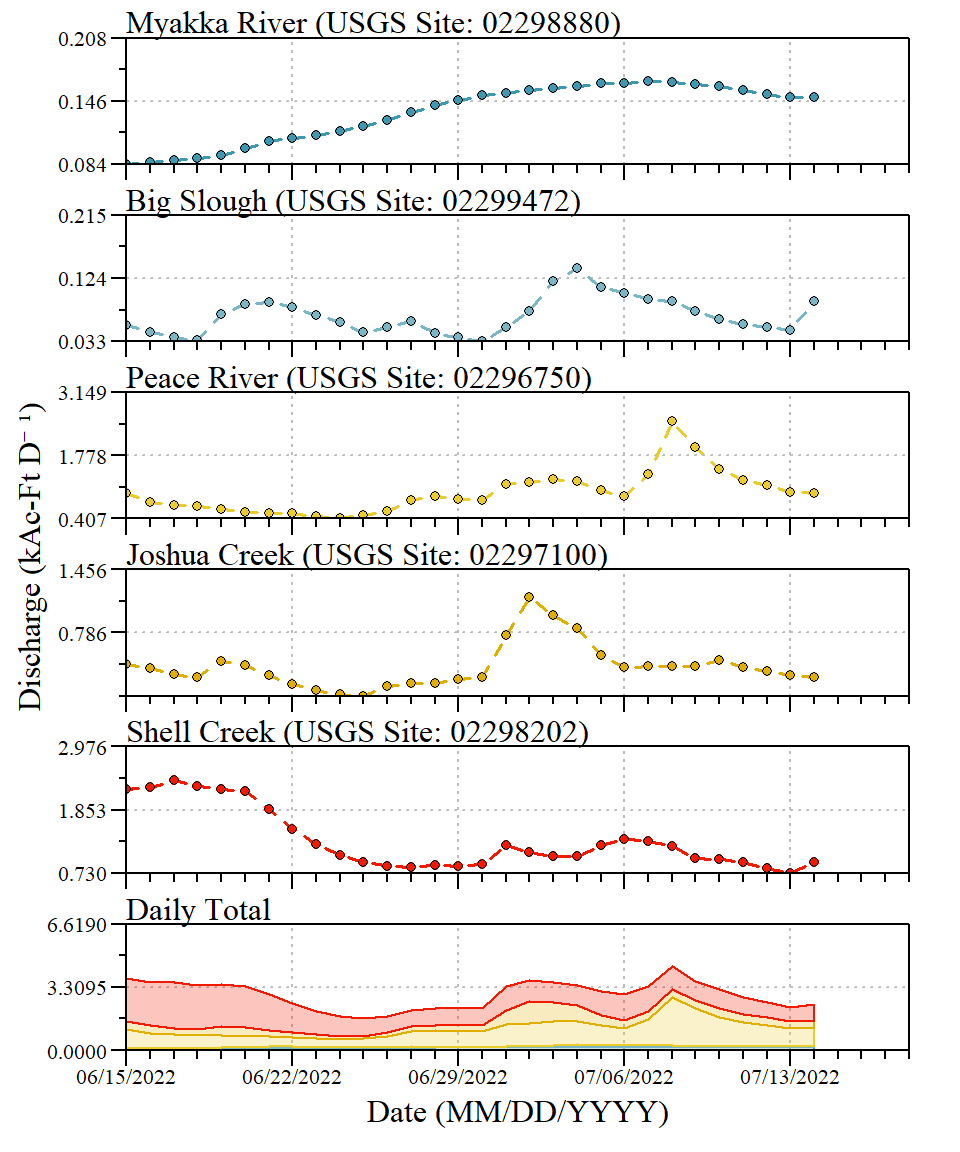 Myakka River (USGS Site: 02298880)
0.208
0.146
0.084
Big Slough (USGS Site: 02299472)
0.215
0.124
0.033
Peace River (USGS Site: 02296750)
3.149
1.778
0.407
Discharge (kAc-Ft D⁻¹)
Joshua Creek (USGS Site: 02297100)
1.456
0.786
Shell Creek (USGS Site: 02298202)
2.976
1.853
0.730
Daily Total
6.6190
3.3095
0.0000
06/15/2022 06/22/2022 06/29/2022 07/06/2022 07/13/2022
Date (MM/DD/YYYY)